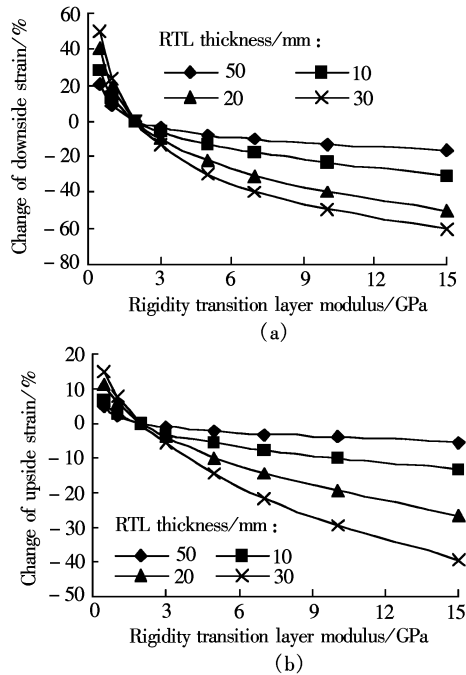 60
40
20
0
−20
−40
−60
−80
Change of downside strain/%
RTL thickness/mm:
50 10
20 30
0 3 6 9 12 15
Rigidity transition layer modulus/GPa
(a)
20
10
0
−10
−20
−30
−40
−50
Change of upside strain/%
RTL thickness/mm:
50 10
20 30
0 3 6 9 12 15
Rigidity transition layer modulus/GPa
(b)